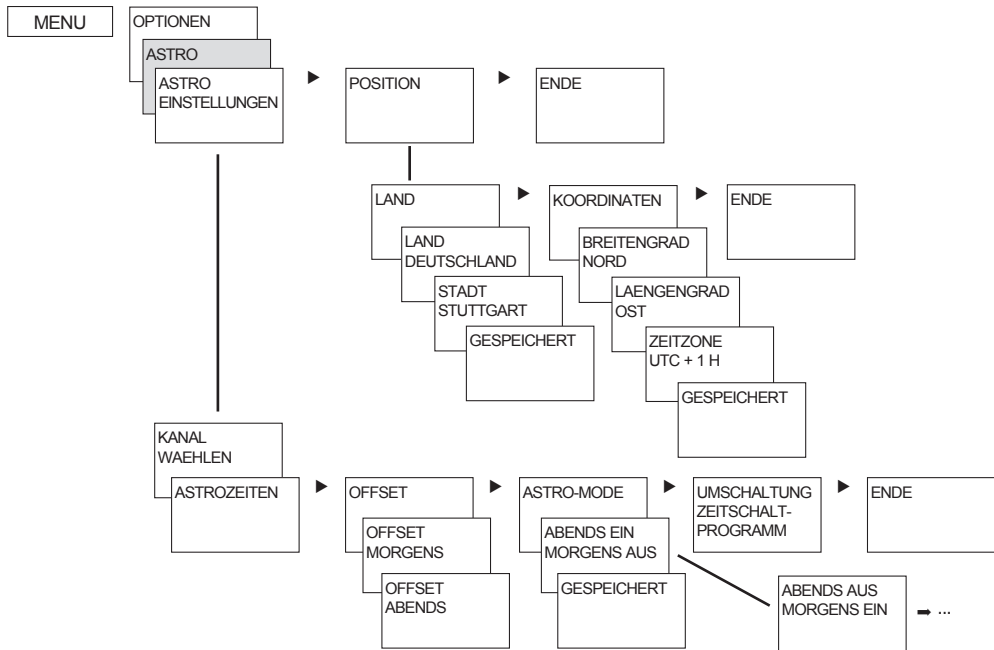 MENU
OPTIONEN
ASTRO
ASTRO
EINSTELLUNGEN
POSITION
ENDE
LAND
LAND
DEUTSCHLAND
STADT
STUTTGART
GESPEICHERT
KOORDINATEN
BREITENGRAD
NORD
LAENGENGRAD
OST
ZEITZONE
UTC + 1 H
GESPEICHERT
ENDE
KANAL
WAEHLEN
ASTROZEITEN
OFFSET
OFFSET
MORGENS
OFFSET
ABENDS
ASTRO-MODE
ABENDS EIN
MORGENS AUS
GESPEICHERT
UMSCHALTUNG
ZEITSCHALT-
PROGRAMM
ENDE
ABENDS AUS
MORGENS EIN
➡ ...